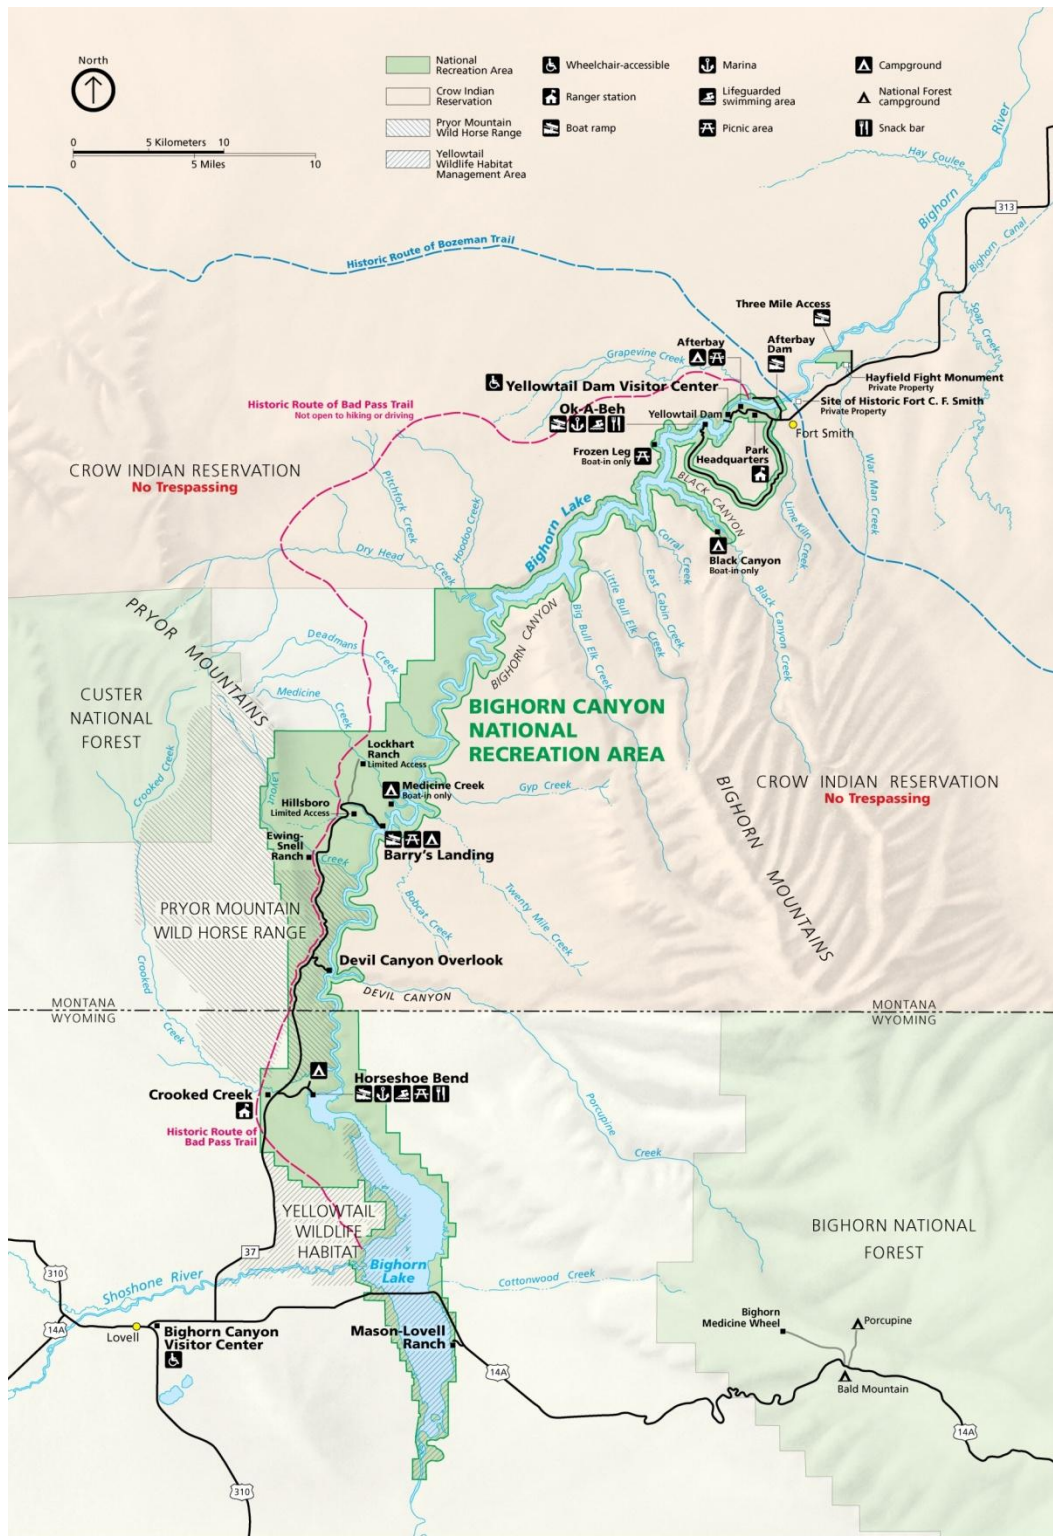 North
0 5 Kilometers 10
0 5 Miles 10
National
Recreation Area
Crow Indian
Reservation
Pryor Mountain
Wild Horse Range
Yellowtail
Wildlife Habitat
Management Area
Wheelchair-accessible
Ranger station
Boat ramp
Marina
Lifeguarded
swimming area
Picnic area
Campground
National Forest
campground
Snack bar
Hay Coulee
Bighorn River
313
Bighorn Canal
Soap Creek
Historic Route of Bozeman Trail
Three Mile Access
Afterbay
Afterbay
Dam
Grapevine Creek
Hayfield Fight Monument
Private Property
Yellowtail Dam Visitor Center
Site of Historic Fort C. F. Smith
Private Property
Historic Route of Bad Pass Trail
Not open to hiking or driving
Ok-A-Beh
Yellowtail Dam
Fort Smith
Frozen Leg
Boat-in only
Park
Headquarters
CROW INDIAN RESERVATION
No Trespassing
BLACK CANYON
War Man Creek
Pitchfork Creek
Hoodoo Creek
Bighorn Lake
Lime Kiln Creek
Dry Head Creek
Corral Creek
Black Canyon
Boat-in only
Little Bull Elk Creek
East Cabin Creek
Big Bull Elk Creek
Black Canyon Creek
BIGHORN CANYON
PRYOR MOUNTAINS
Deadmans Creek
Medicine Creek
CUSTER
NATIONAL
FOREST
BIGHORN CANYON
NATIONAL
RECREATION AREA
Crooked Creek
Layout Creek
Lockhart
Ranch
Limited Access
Medicine Creek
Boat-in only
Gyp Creek
CROW INDIAN RESERVATION
No Trespassing
BIGHORN MOUNTAINS
Hillsboro
Limited Access
Ewing-
Snell
Ranch
Barry's Landing
Bobcat Creek
Twenty Mile Creek
PRYOR MOUNTAIN
WILD HORSE RANGE
Crooked Creek
Devil Canyon Overlook
DEVIL CANYON
MONTANA
WYOMING
MONTANA
WYOMING
Crooked Creek
Horseshoe Bend
Historic Route of
Bad Pass Trail
Porcupine Creek
YELLOWTAIL
WILDLIFE
HABITAT
BIGHORN NATIONAL
FOREST
37
310
Shoshone River
Bighorn
Lake
Cottonwood Creek
14A
Lovell
Bighorn Canyon
Visitor Center
Mason-Lovell
Ranch
14A
Bighorn
Medicine Wheel
Porcupine
Bald Mountain
14A
310